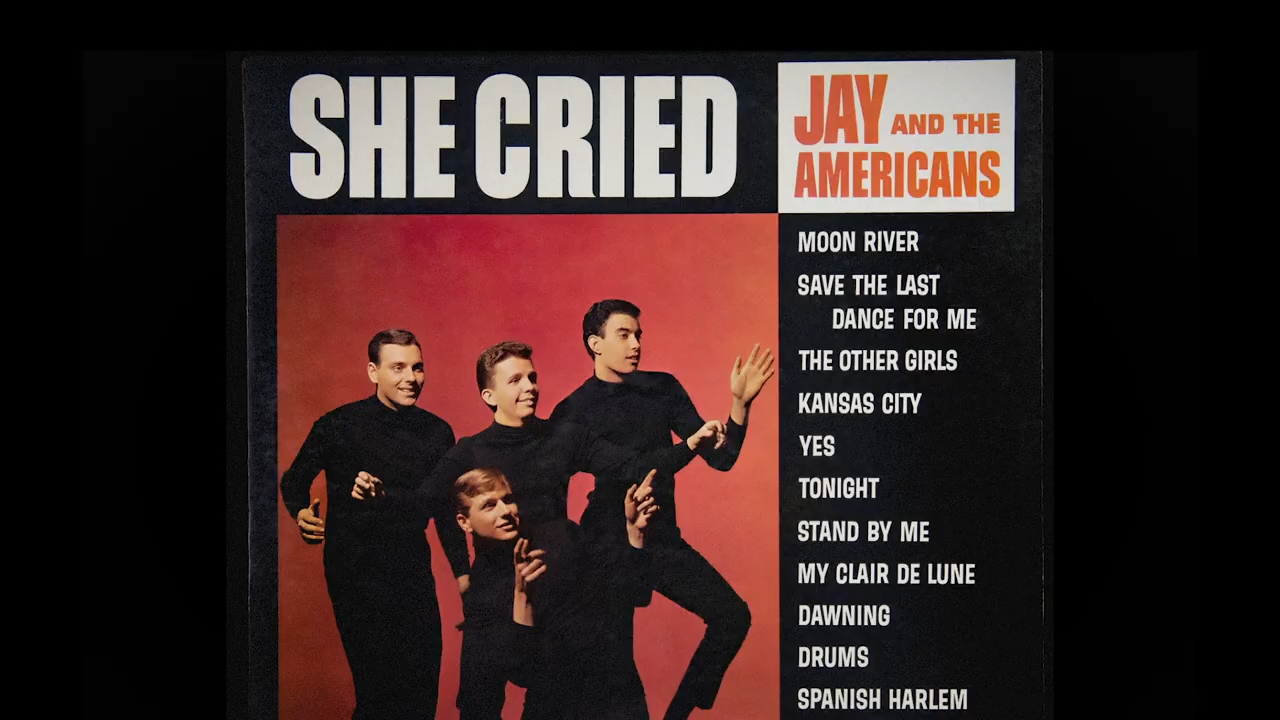 SHE CRIED
JAY AND THE
AMERICANS
MOON RIVER
SAVE THE LAST
DANCE FOR ME
THE OTHER GIRLS
KANSAS CITY
YES
TONIGHT
STAND BY ME
MY CLAIR DE LUNE
DAWNING
DRUMS
SPANISH HARLEM